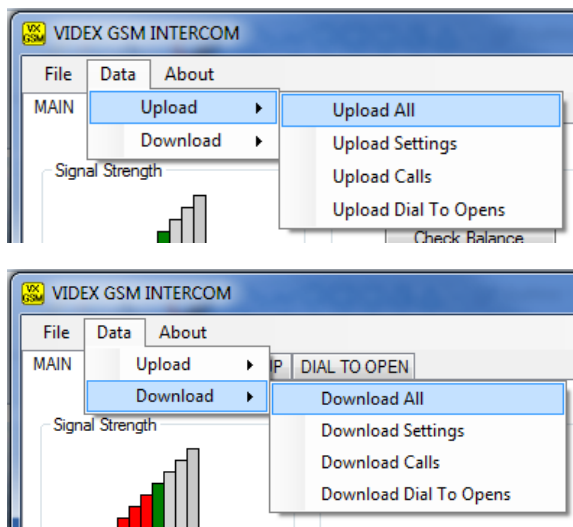 VX GSM VIDEX GSM INTERCOM
File Data About
MAIN Upload Upload All
Download Upload Settings
Signal Strength Upload Calls
Upload Dial To Opens
Check Balance
VX GSM VIDEX GSM INTERCOM
File Data About
MAIN Upload IP DIAL TO OPEN
Download Download All
Signal Strength Download Settings
Download Calls
Download Dial To Opens